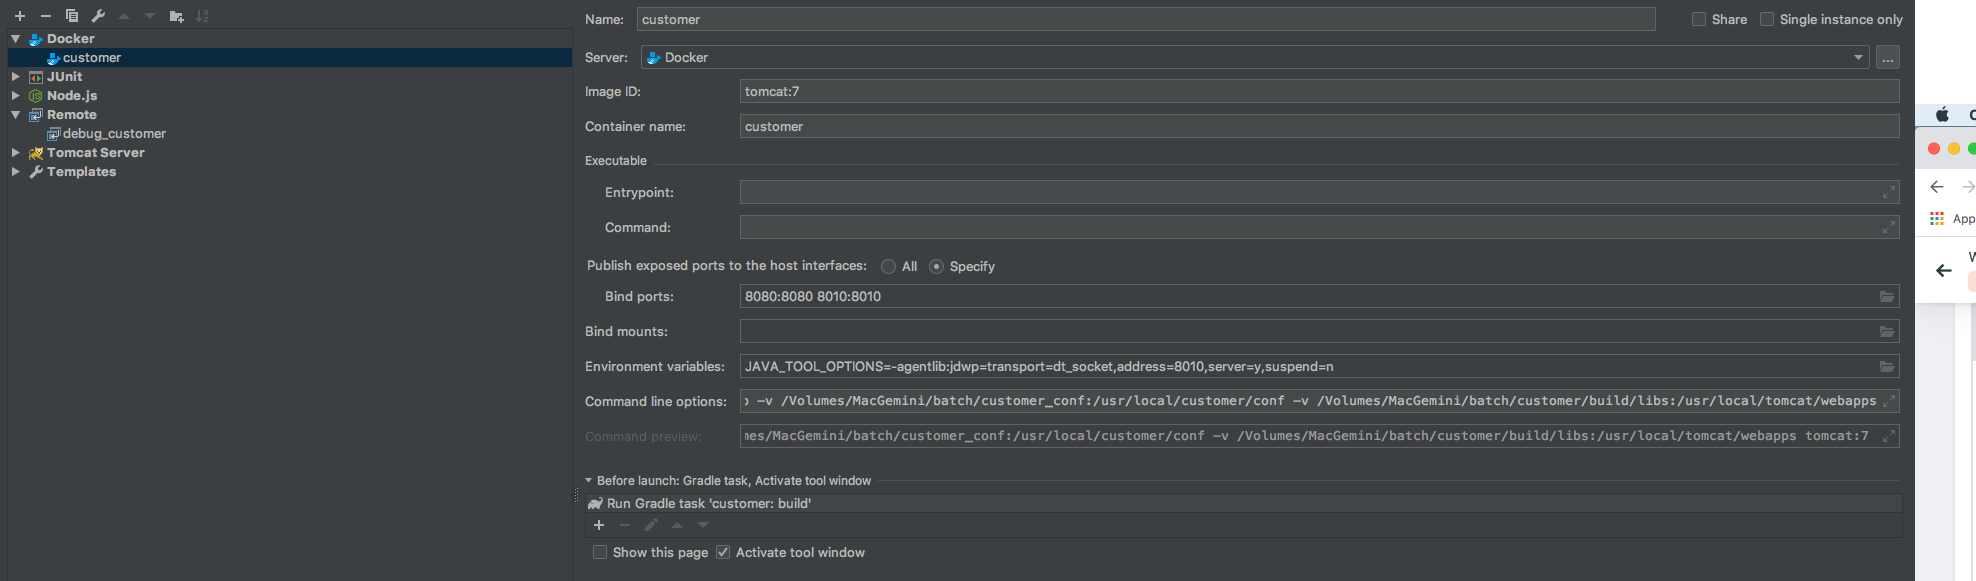 Docker
customer
JUnit
Node.js
Remote
debug_customer
Tomcat Server
Templates
Name: customer Share Single instance only
Server: Docker ...
Image ID: tomcat:7
Container name: customer
Executable
Entrypoint:
Command:
Publish exposed ports to the host interfaces: All Specify
Bind ports: 8080:8080 8010:8010
Bind mounts:
Environment variables: JAVA_TOOL_OPTIONS=-agentlib:jdwp=transport=dt_socket,address=8010,server=y,suspend=n
Command line options: -v /Volumes/MacGemini/batch/customer_conf:/usr/local/customer/conf -v /Volumes/MacGemini/batch/customer/build/libs:/usr/local/tomcat/webapps
Command preview: mes/MacGemini/batch/customer_conf:/usr/local/customer/conf -v /Volumes/MacGemini/batch/customer/build/libs:/usr/local/tomcat/webapps tomcat:7
Before launch: Gradle task, Activate tool window
Run Gradle task 'customer: build'
Show this page Activate tool window
App